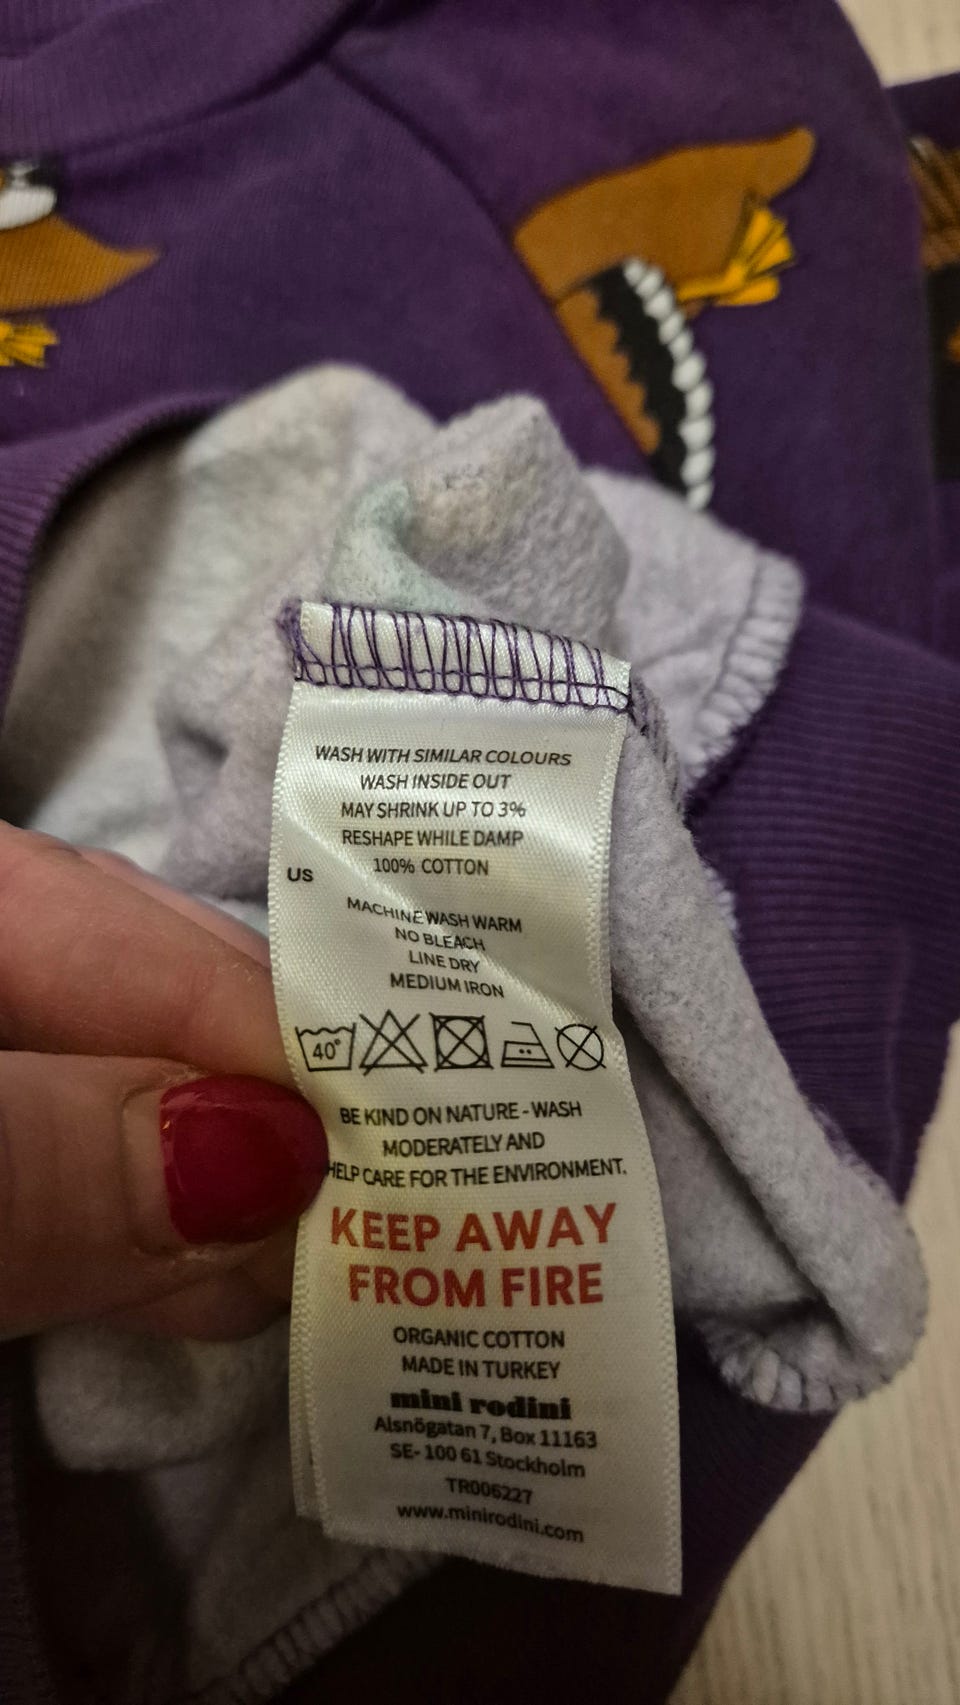 WASH WITH SIMILAR COLOURS
WASH INSIDE OUT
MAY SHRINK UP TO 3%
RESHAPE WHILE DAMP
100% COTTON
US
MACHINE WASH WARM
NO BLEACH
LINE DRY
MEDIUM IRON
40°
BE KIND ON NATURE - WASH
MODERATELY AND
HELP CARE FOR THE ENVIRONMENT.
KEEP AWAY
FROM FIRE
ORGANIC COTTON
MADE IN TURKEY
mini rodini
Alsnögatan 7, Box 11163
SE- 100 61 Stockholm
TR006227
www.minirodini.com